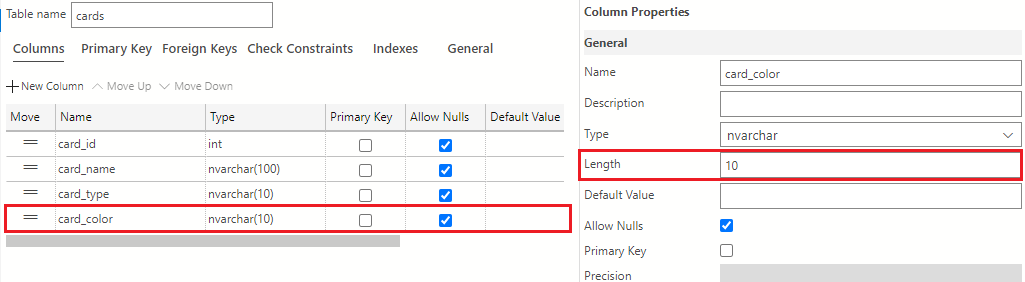 Table name cards
Columns Primary Key Foreign Keys Check Constraints Indexes General
New Column Move Up Move Down
Move Name Type Primary Key Allow Nulls Default Value
card_id int
card_name nvarchar(100)
card_type nvarchar(10)
card_color nvarchar(10)
Column Properties
General
Name card_color
Description
Type nvarchar
Length 10
Default Value
Allow Nulls
Primary Key
Precision